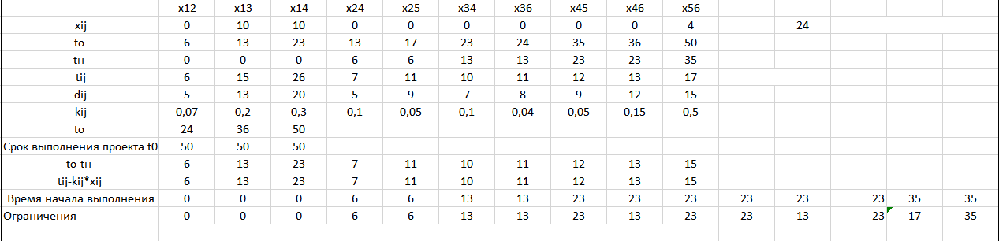 x12 x13 x14 x24 x25 x34 x36 x45 x46 x56
xij 0 10 10 0 0 0 0 0 0 4 24
to 6 13 23 13 17 23 24 35 36 50
tн 0 0 0 6 6 13 13 23 23 35
tij 6 15 26 7 11 10 11 12 13 17
dij 5 13 20 5 9 7 8 9 12 15
kij 0,07 0,2 0,3 0,1 0,05 0,1 0,04 0,05 0,15 0,5
to 24 36 50
Срок выполнения проекта t0 50 50 50
to-tн 6 13 23 7 11 10 11 12 13 15
tij-kij*xij 6 13 23 7 11 10 11 12 13 15
Время начала выполнения 0 0 0 6 6 13 13 23 23 23 23 23 23 35 35
Ограничения 0 0 0 6 6 13 13 23 13 23 23 13 23 17 35